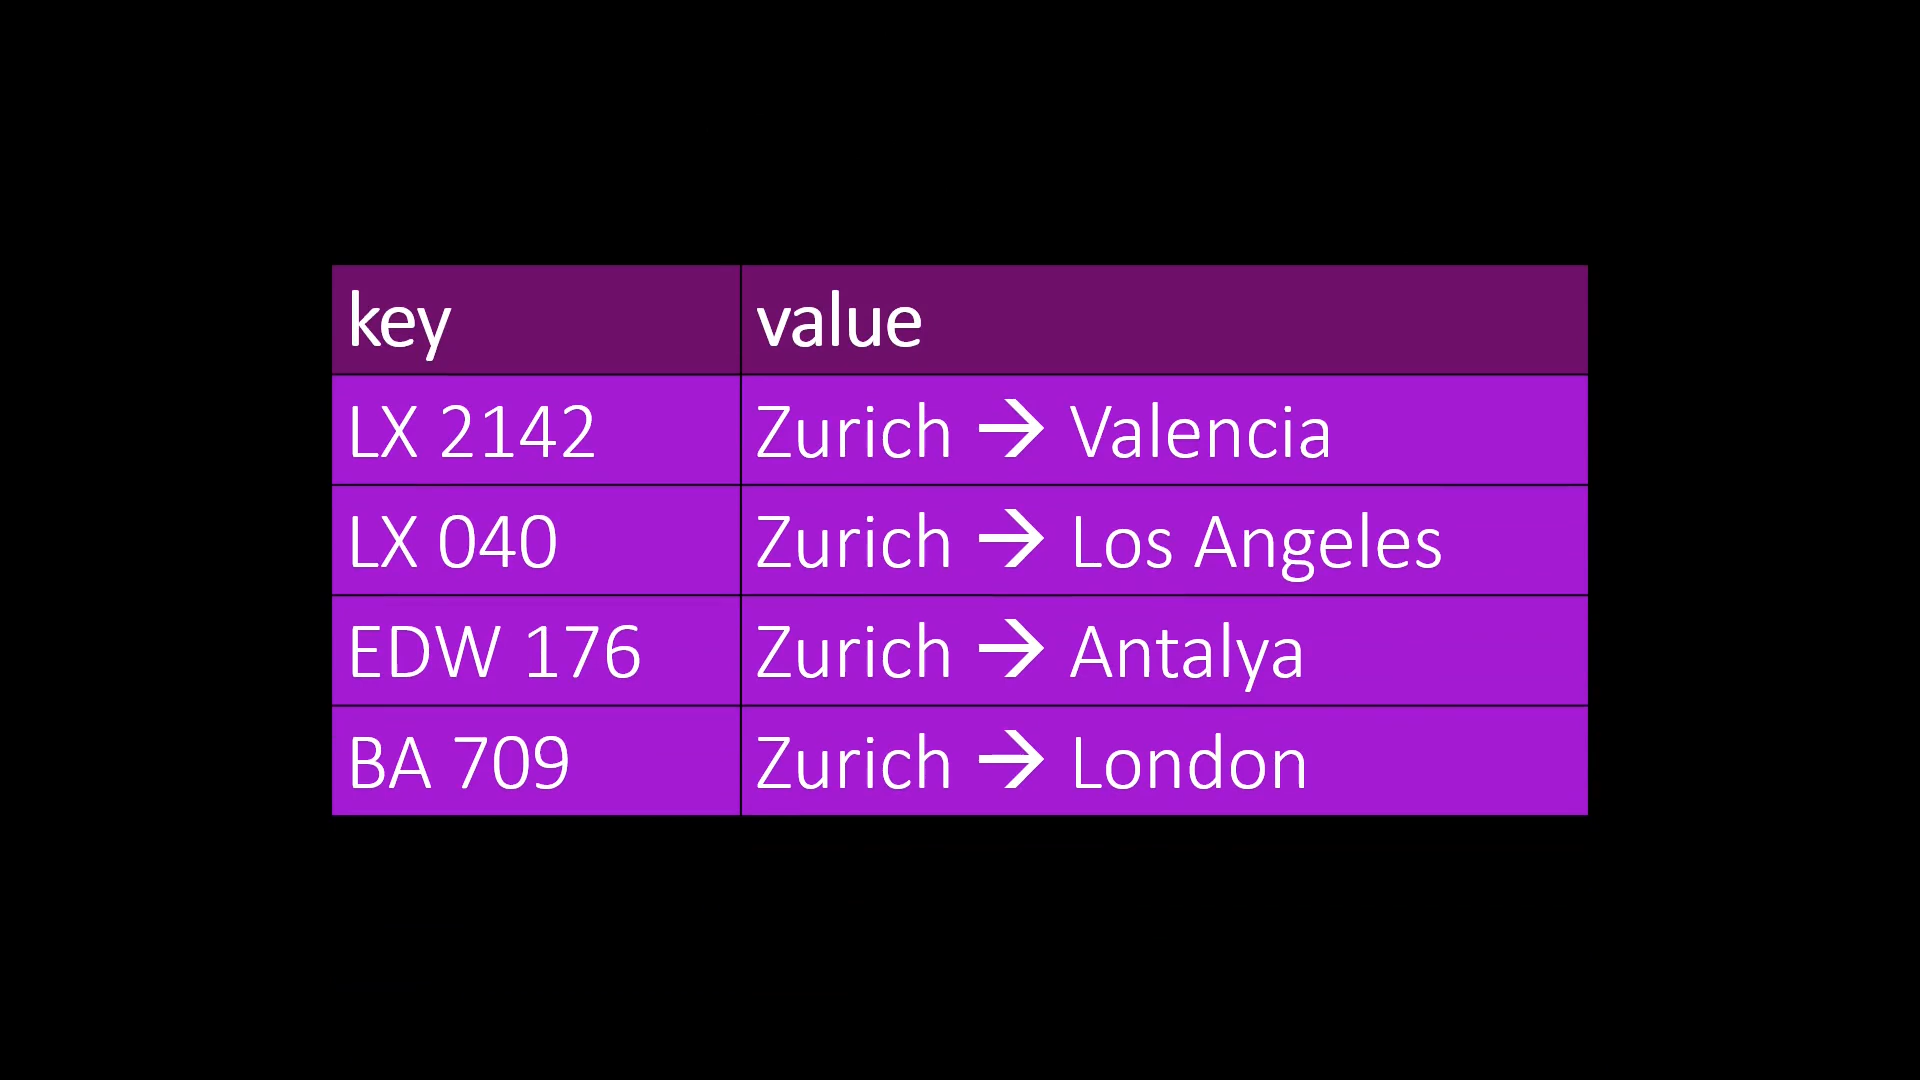 key value
LX 2142 Zurich → Valencia
LX 040 Zurich → Los Angeles
EDW 176 Zurich → Antalya
BA 709 Zurich → London